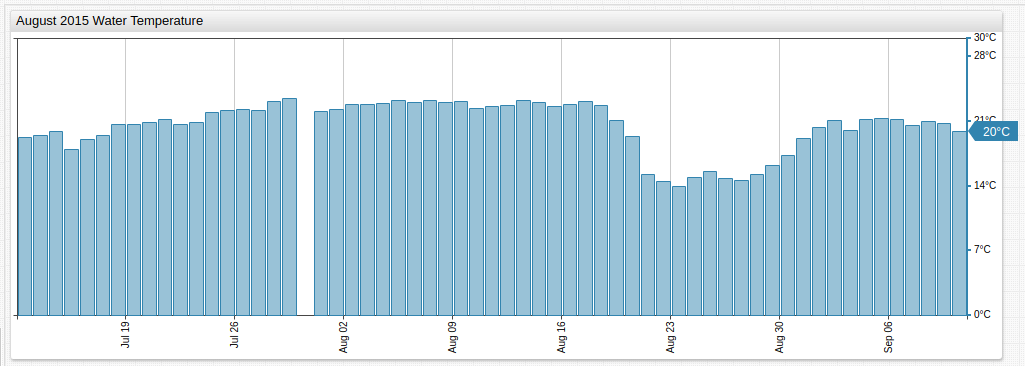 August 2015 Water Temperature
30°C
28°C
21°C
20°C
14°C
7°C
0°C
Jul 19
Jul 26
Aug 02
Aug 09
Aug 16
Aug 23
Aug 30
Sep 06